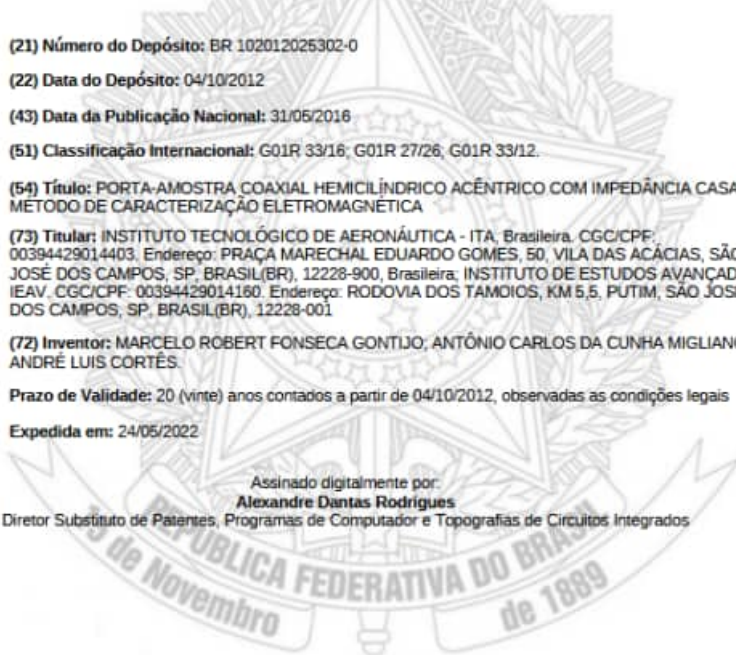 (21) Número do Depósito: BR 102012025302-0
(22) Data do Depósito: 04/10/2012
(43) Data da Publicação Nacional: 31/05/2016
(51) Classificação Internacional: G01R 33/16; G01R 27/26; G01R 33/12.
(54) Título: PORTA-AMOSTRA COAXIAL HEMICILÍNDRICO ACÊNTRICO COM IMPEDÂNCIA CASA
MÉTODO DE CARACTERIZAÇÃO ELETROMAGNÉTICA
(73) Titular: INSTITUTO TECNOLÓGICO DE AERONÁUTICA - ITA, Brasileira. CGC/CPF:
00394429014403. Endereço: PRAÇA MARECHAL EDUARDO GOMES, 50, VILA DAS ACÁCIAS, SÃO
JOSÉ DOS CAMPOS, SP, BRASIL(BR), 12228-900, Brasileira; INSTITUTO DE ESTUDOS AVANÇAD
IEAV. CGC/CPF: 00394429014160. Endereço: RODOVIA DOS TAMOIOS, KM 5,5, PUTIM, SÃO JOSÉ
DOS CAMPOS, SP, BRASIL(BR), 12228-001
(72) Inventor: MARCELO ROBERT FONSECA GONTIJO; ANTÔNIO CARLOS DA CUNHA MIGLIANO
ANDRÉ LUIS CORTÊS.
Prazo de Validade: 20 (vinte) anos contados a partir de 04/10/2012, observadas as condições legais
Expedida em: 24/05/2022
Assinado digitalmente por:
Alexandre Dantas Rodrigues
Diretor Substituto de Patentes, Programas de Computador e Topografias de Circuitos Integrados
REPÚBLICA FEDERATIVA DO BRASIL
15 de Novembro de 1889